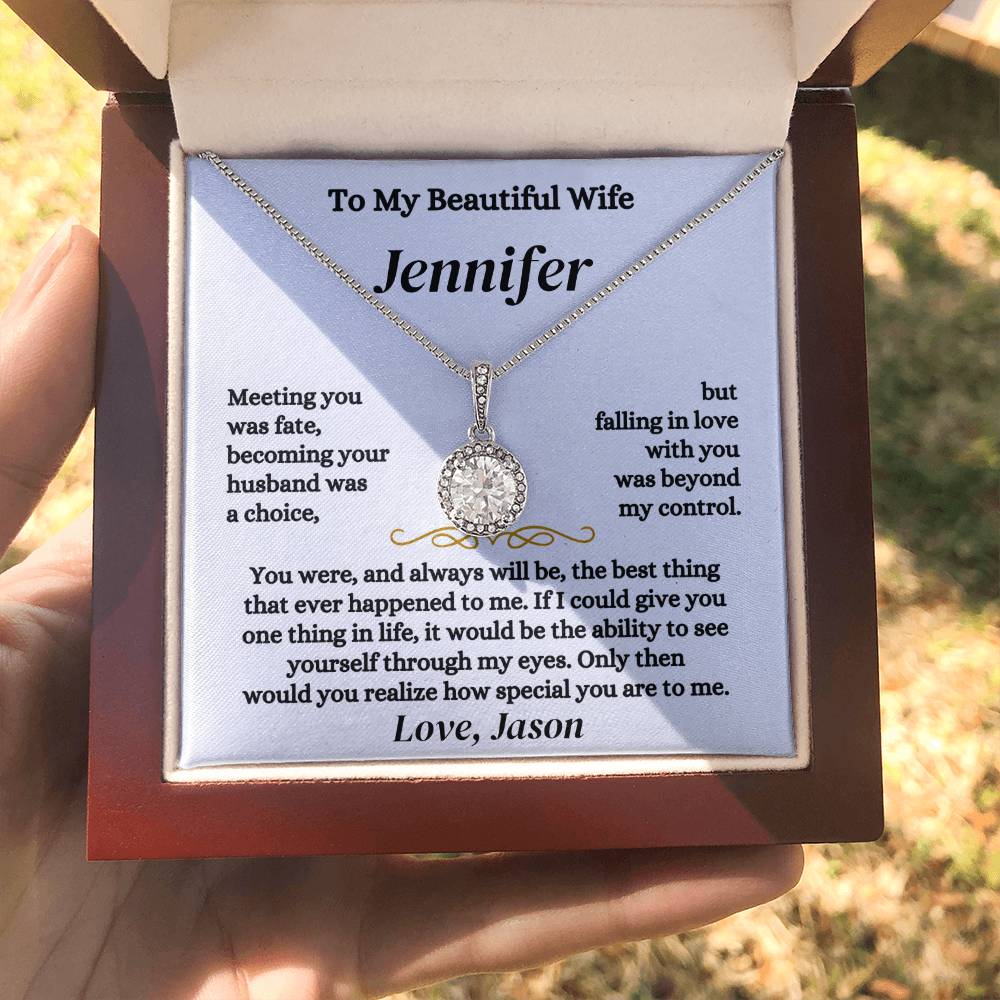 To My Beautiful Wife
Jennifer
Meeting you
was fate,
becoming your
husband was
a choice,
but
falling in love
with you
was beyond
my control.
You were, and always will be, the best thing
that ever happened to me. If I could give you
one thing in life, it would be the ability to see
yourself through my eyes. Only then
would you realize how special you are to me.
Love, Jason